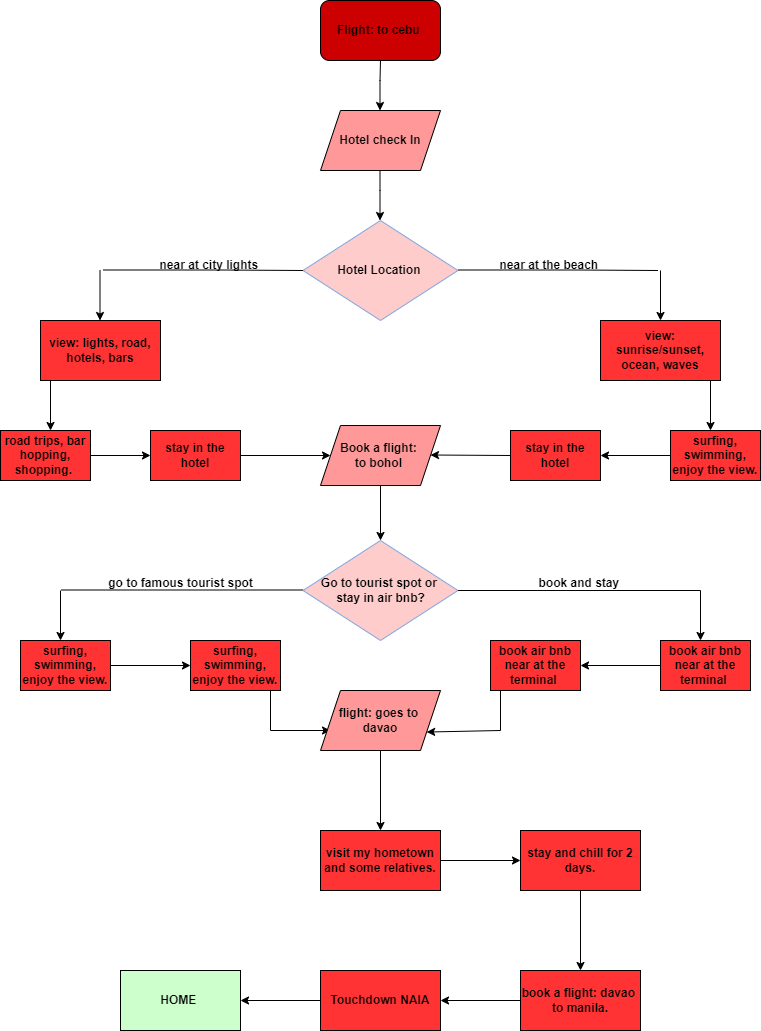 Flight: to cebu
Hotel check In
Hotel Location
near at city lights
near at the beach
view: lights, road,
hotels, bars
view:
sunrise/sunset,
ocean, waves
road trips, bar
hopping,
shopping.
stay in the
hotel
Book a flight:
to bohol
stay in the
hotel
surfing,
swimming,
enjoy the view.
Go to tourist spot or
stay in air bnb?
go to famous tourist spot
book and stay
surfing,
swimming,
enjoy the view.
surfing,
swimming,
enjoy the view.
book air bnb
near at the
terminal
book air bnb
near at the
terminal
flight: goes to
davao
visit my hometown
and some relatives.
stay and chill for 2
days.
HOME
Touchdown NAIA
book a flight: davao
to manila.